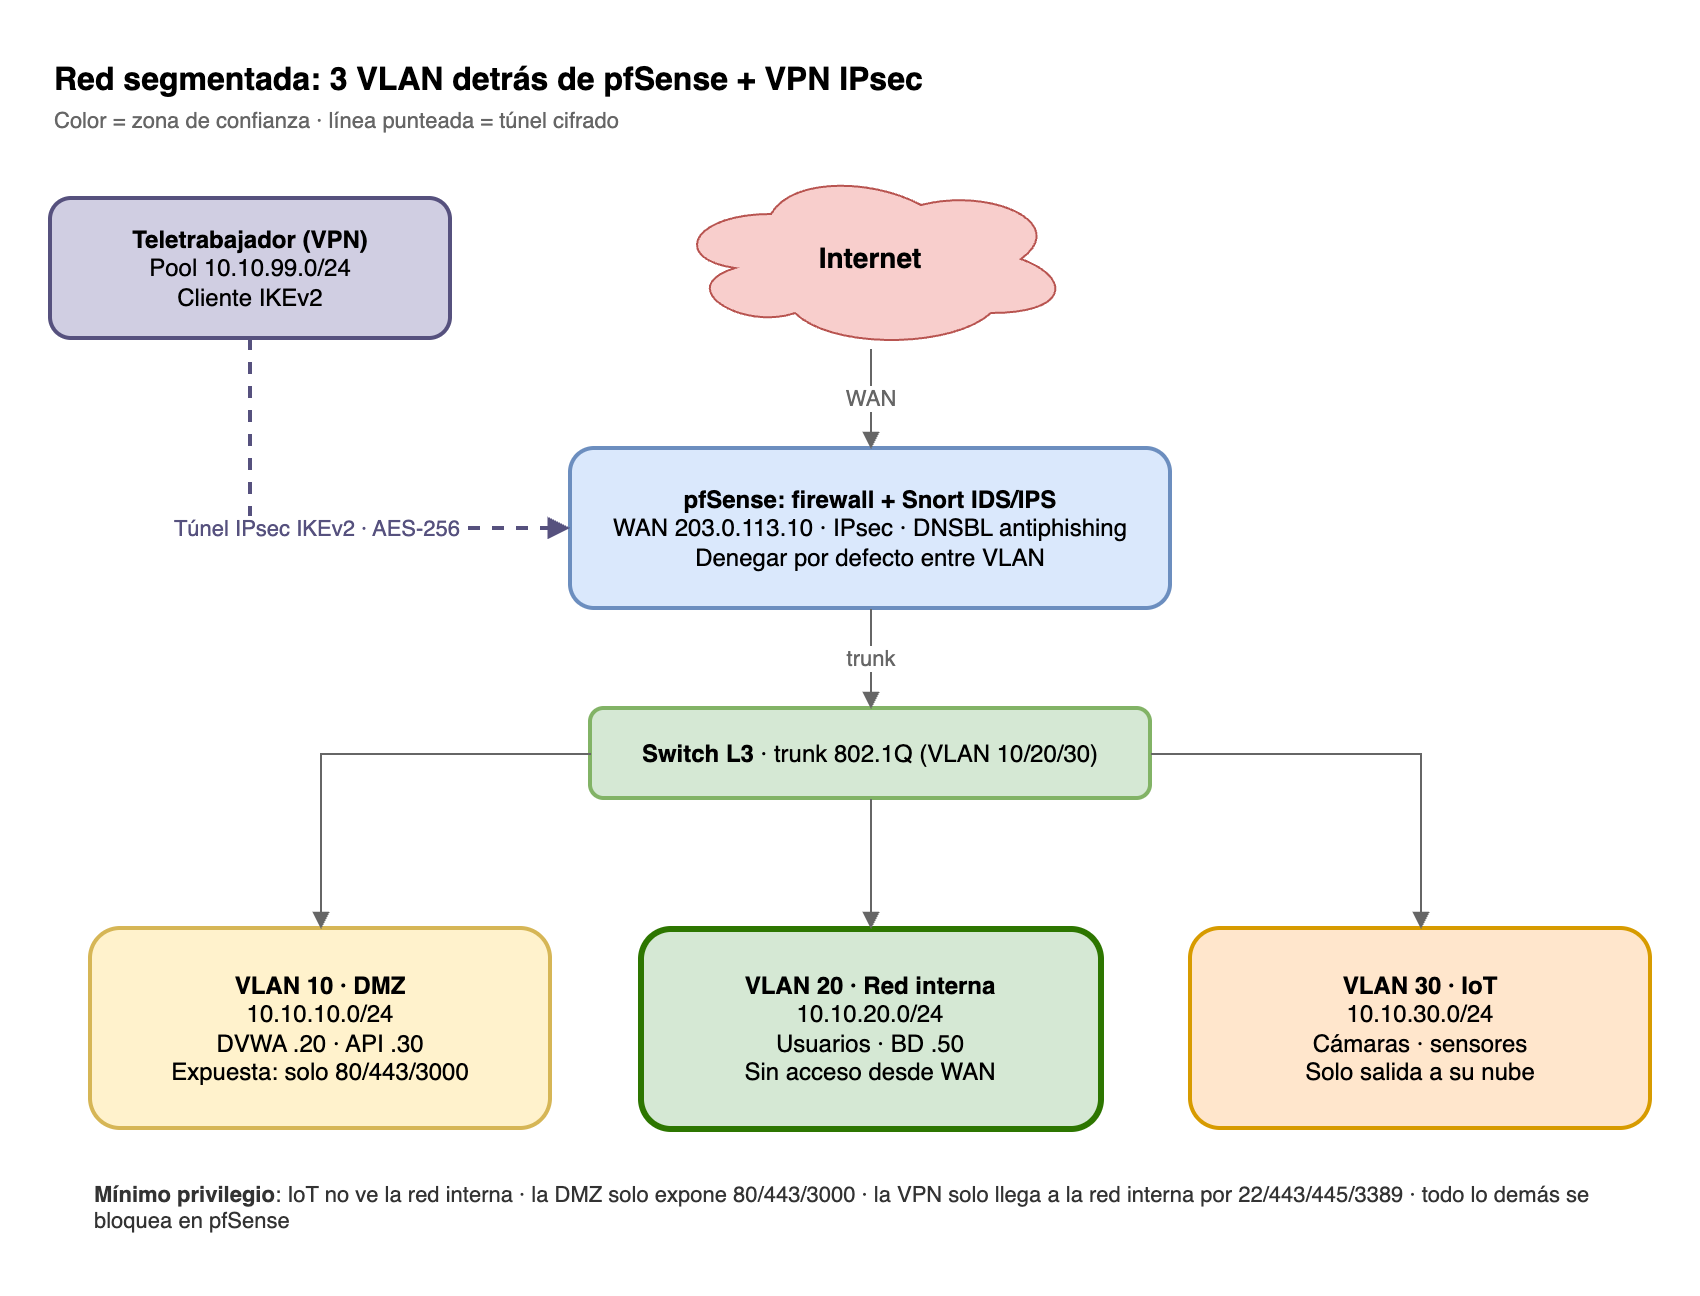 Red segmentada: 3 VLAN detrás de pfSense + VPN IPsec
Color = zona de confianza · línea punteada = túnel cifrado
Teletrabajador (VPN)
Pool 10.10.99.0/24
Cliente IKEv2
Internet
WAN
pfSense: firewall + Snort IDS/IPS
WAN 203.0.113.10 · IPsec · DNSBL antiphishing
Denegar por defecto entre VLAN
Túnel IPsec IKEv2 · AES-256
trunk
Switch L3 · trunk 802.1Q (VLAN 10/20/30)
VLAN 10 · DMZ
10.10.10.0/24
DVWA .20 · API .30
Expuesta: solo 80/443/3000
VLAN 20 · Red interna
10.10.20.0/24
Usuarios · BD .50
Sin acceso desde WAN
VLAN 30 · IoT
10.10.30.0/24
Cámaras · sensores
Solo salida a su nube
Mínimo privilegio: IoT no ve la red interna · la DMZ solo expone 80/443/3000 · la VPN solo llega a la red interna por 22/443/445/3389 · todo lo demás se
bloquea en pfSense